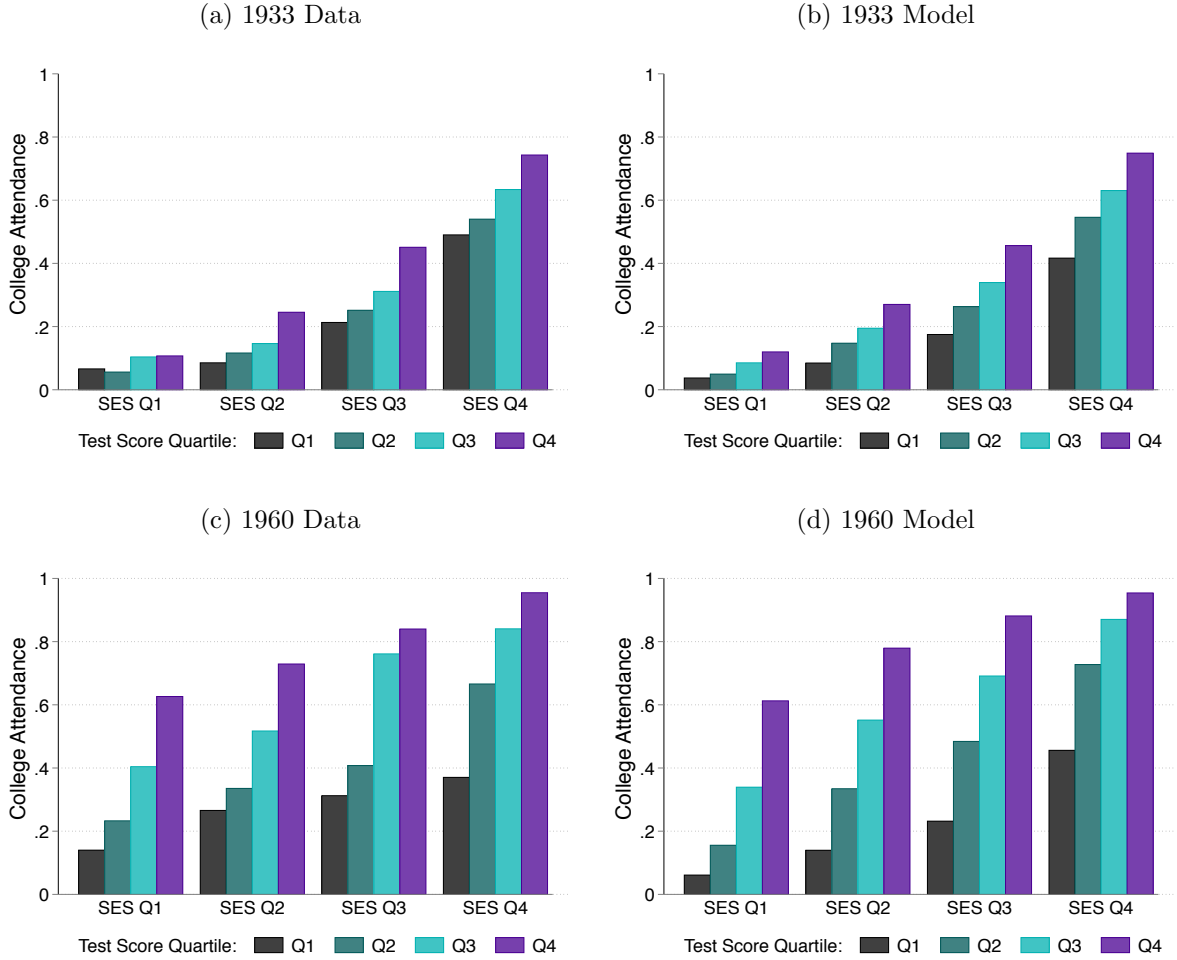 (a) 1933 Data
College Attendance
1
.8
.6
.4
.2
0
SES Q1 SES Q2 SES Q3 SES Q4
Test Score Quartile: Q1 Q2 Q3 Q4
(b) 1933 Model
College Attendance
1
.8
.6
.4
.2
0
SES Q1 SES Q2 SES Q3 SES Q4
Test Score Quartile: Q1 Q2 Q3 Q4
(c) 1960 Data
College Attendance
1
.8
.6
.4
.2
0
SES Q1 SES Q2 SES Q3 SES Q4
Test Score Quartile: Q1 Q2 Q3 Q4
(d) 1960 Model
College Attendance
1
.8
.6
.4
.2
0
SES Q1 SES Q2 SES Q3 SES Q4
Test Score Quartile: Q1 Q2 Q3 Q4